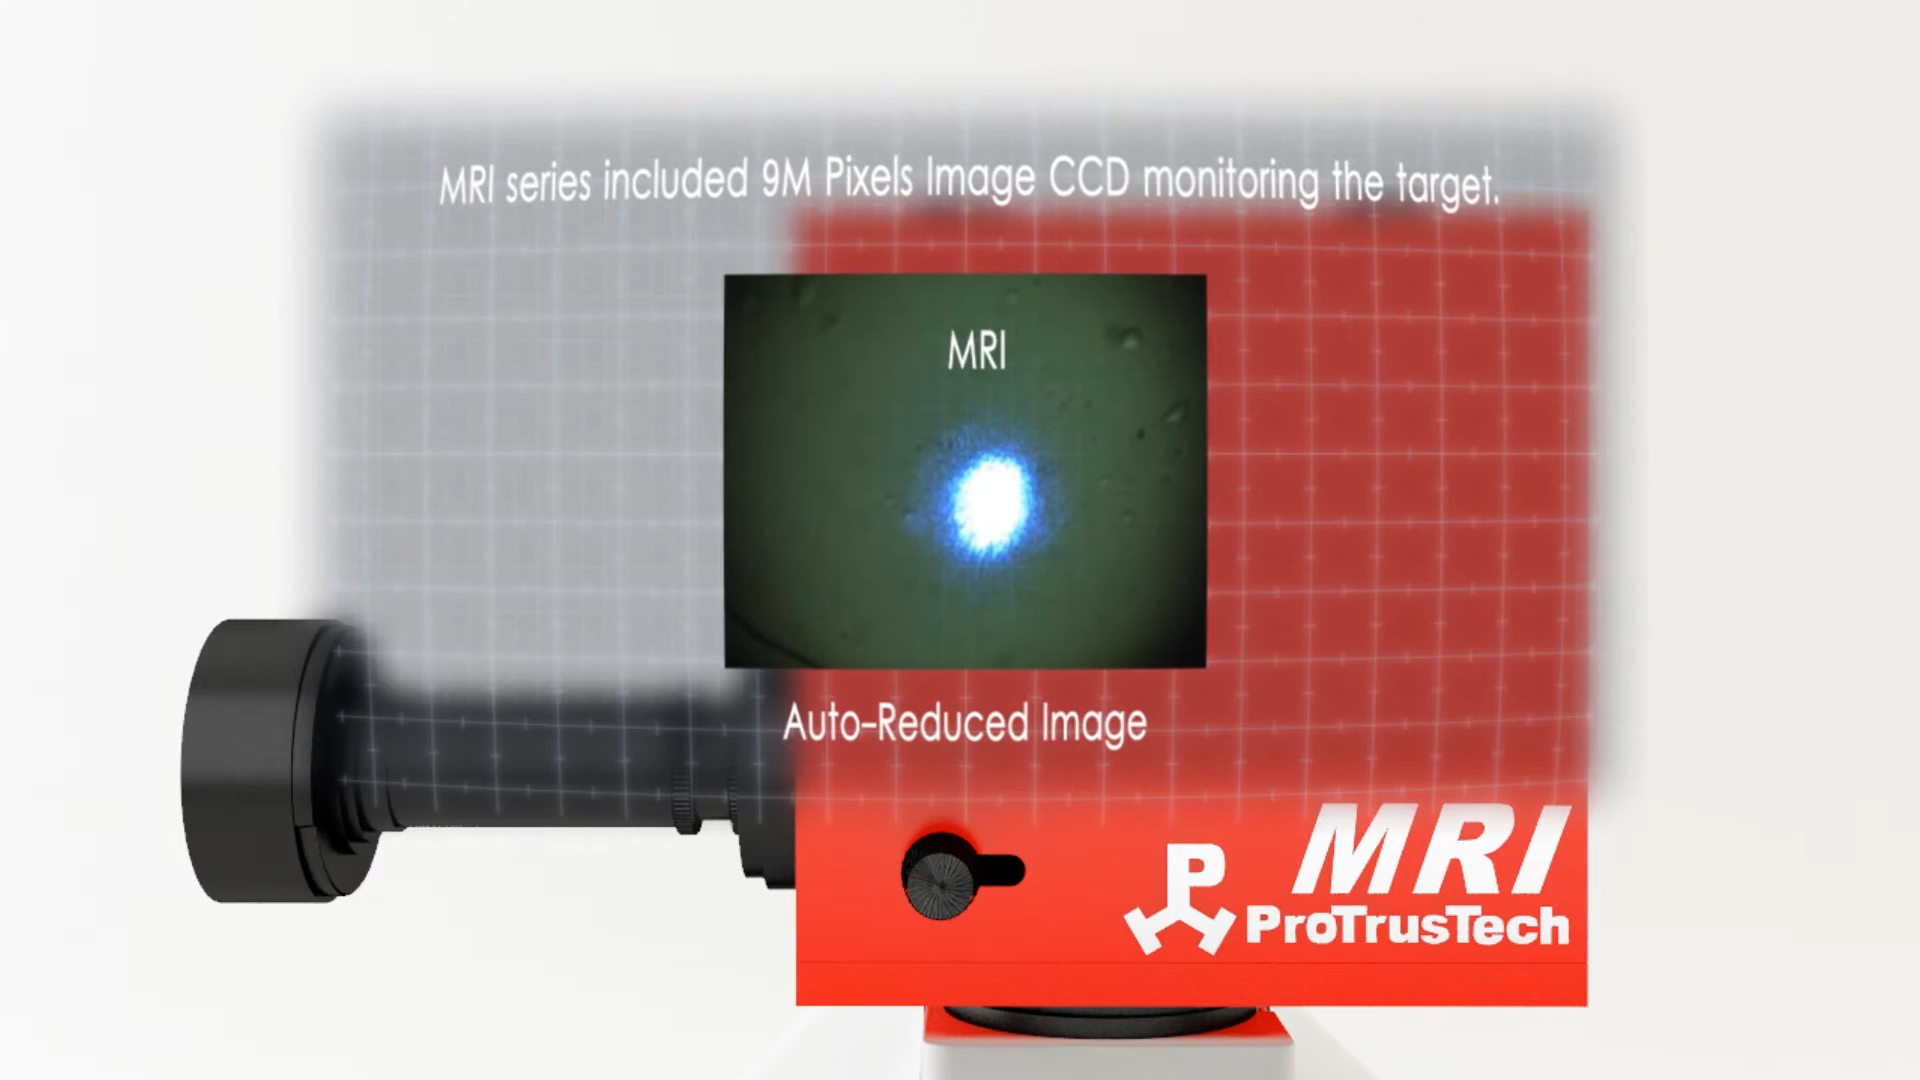 MRI series included 9M Pixels Image CCD monitoring the target.
MRI
Auto-Reduced Image
MRI
P
ProTrusTech